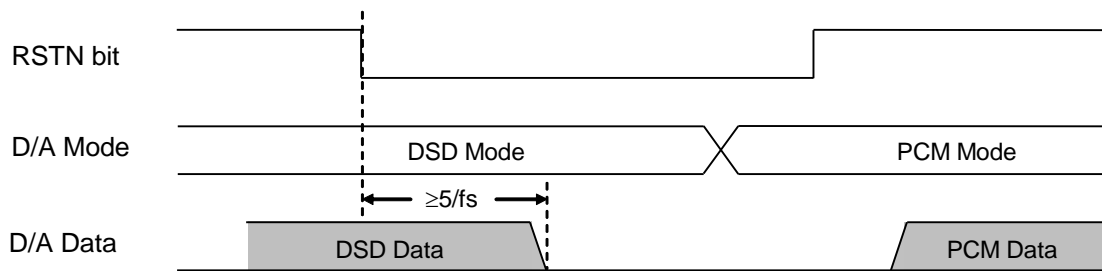 RSTN bit
D/A Mode
DSD Mode
PCM Mode
≥5/fs
D/A Data
DSD Data
PCM Data